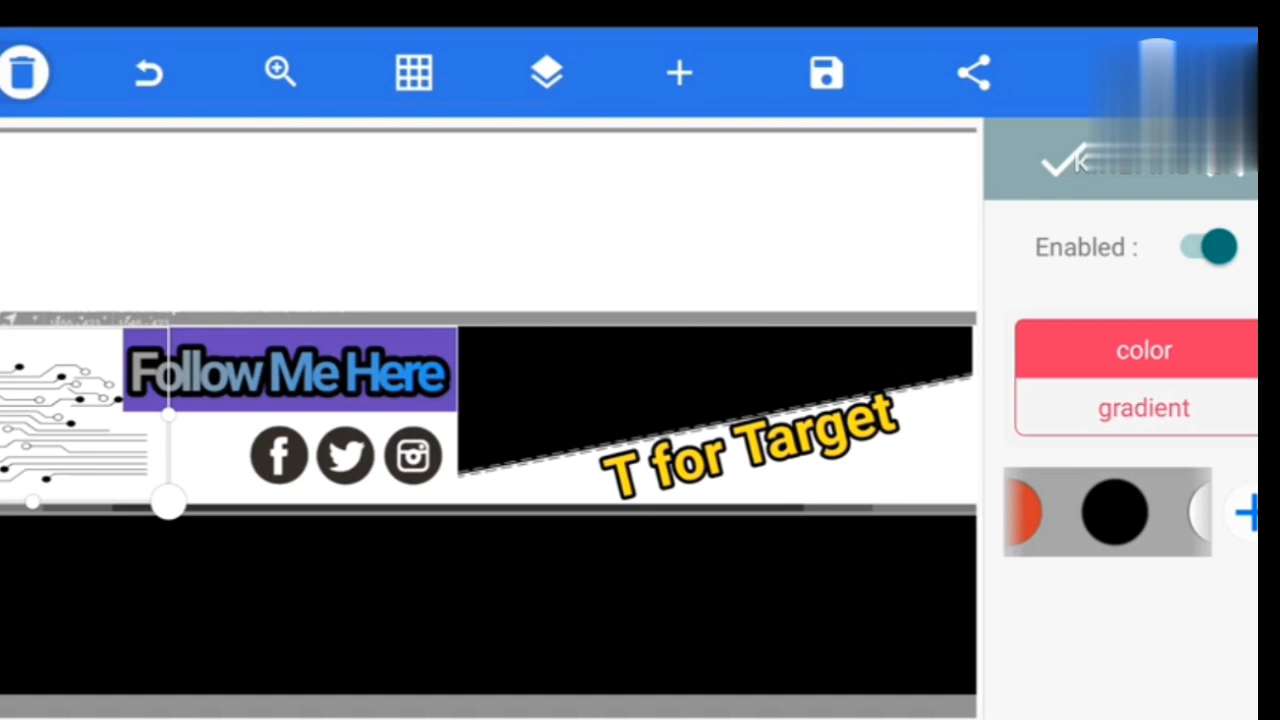 Enabled :
color
gradient
Follow Me Here
T for Target